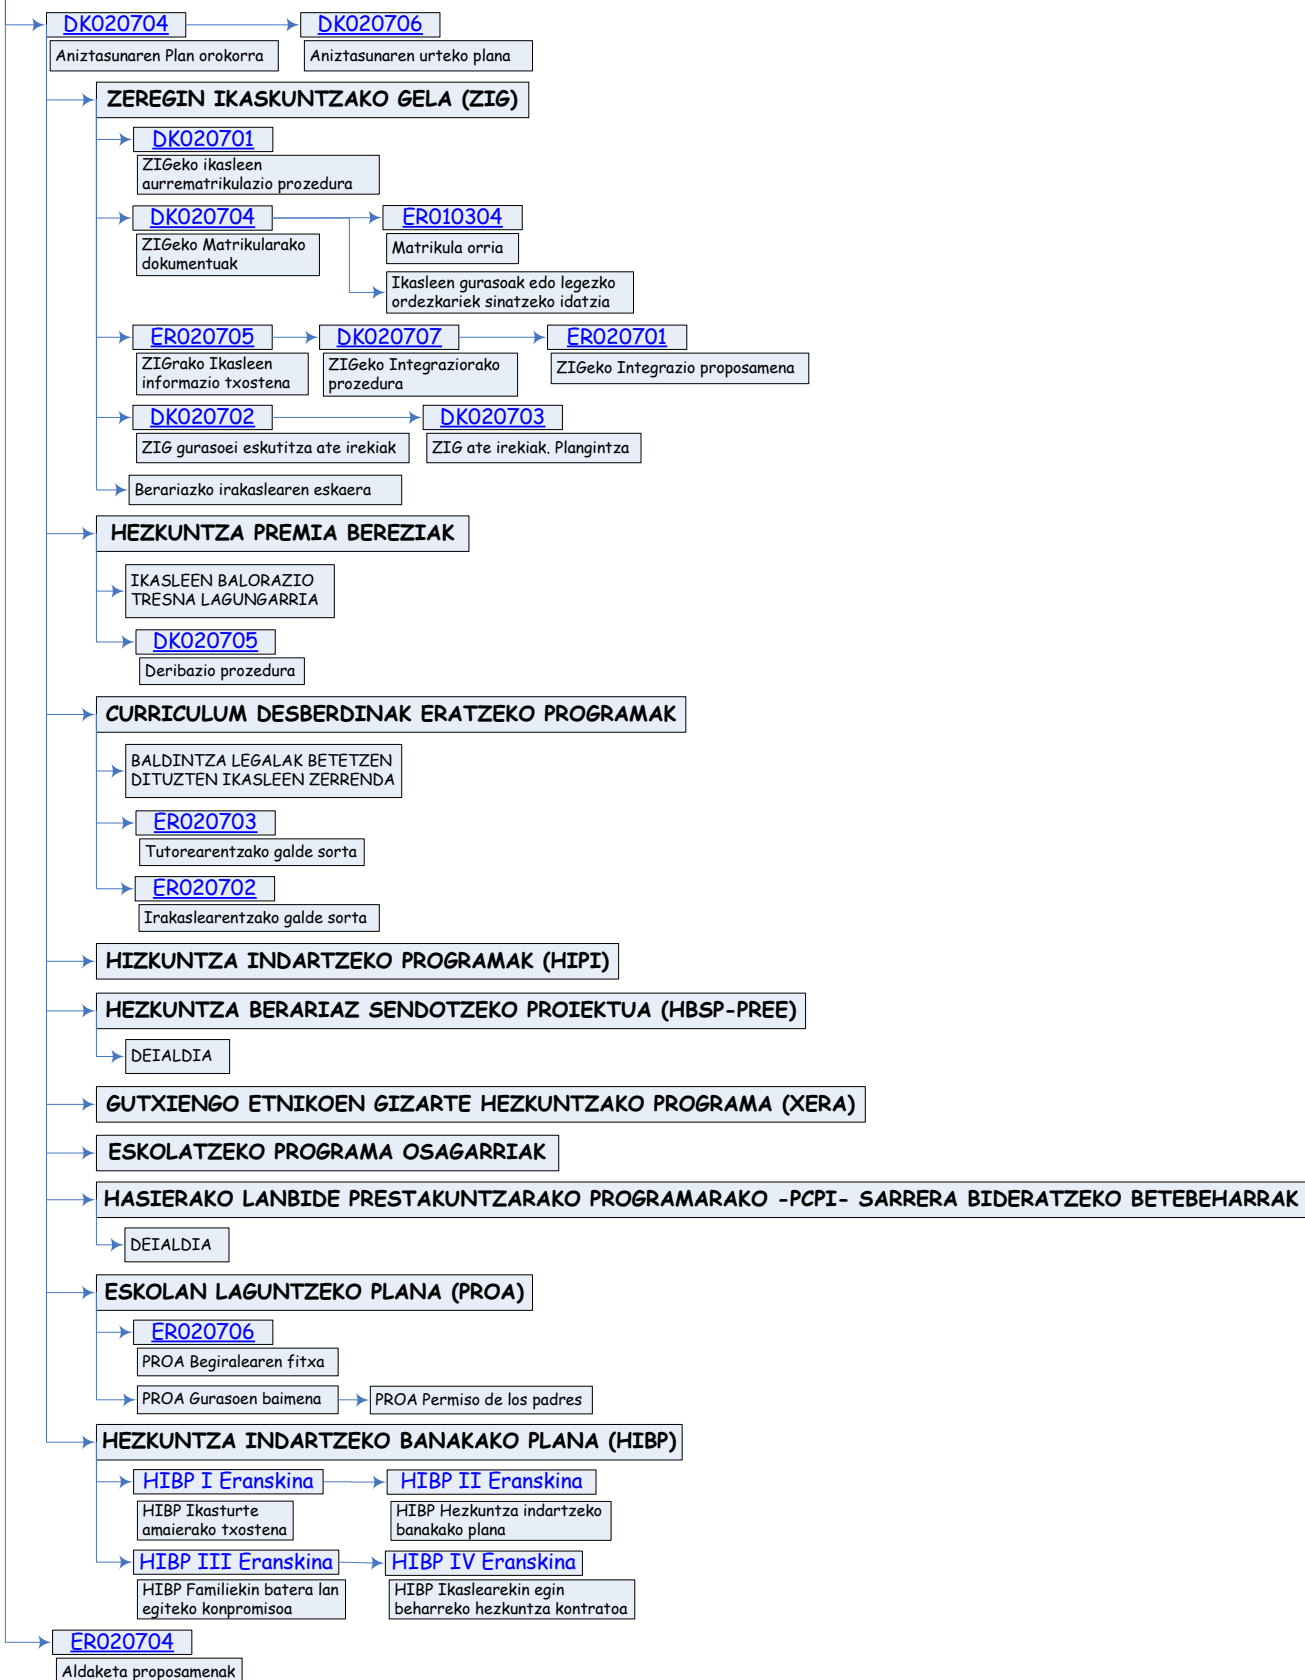 DK020704
DK020706
Aniztasunaren Plan orokorra
Aniztasunaren urteko plana
ZEREGIN IKASKUNTZAKO GELA (ZIG)
DK020701
ZIGeko ikasleen
aurrematrikulazio prozedura
DK020704
ER010304
ZIGeko Matrikularako
dokumentuak
Matrikula orria
Ikasleen gurasoak edo legezko
ordezkariek sinatzeko idatzia
ER020705
DK020707
ER020701
ZIGrako Ikasleen
informazio txostena
ZIGeko Integraziorako
prozedura
ZIGeko Integrazio proposamena
DK020702
DK020703
ZIG gurasoei eskutitza ate irekiak
ZIG ate irekiak. Plangintza
Berariazko irakaslearen eskaera
HEZKUNTZA PREMIA BEREZIAK
IKASLEEN BALORAZIO
TRESNA LAGUNGARRIA
DK020705
Deribazio prozedura
CURRICULUM DESBERDINAK ERATZEKO PROGRAMAK
BALDINTZA LEGALAK BETETZEN
DITUZTEN IKASLEEN ZERRENDA
ER020703
Tutorearentzako galde sorta
ER020702
Irakaslearentzako galde sorta
HIZKUNTZA INDARTZEKO PROGRAMAK (HIPI)
HEZKUNTZA BERARIAZ SENDOTZEKO PROIEKTUA (HBSP-PREE)
DEIALDIA
GUTXIENGO ETNIKOEN GIZARTE HEZKUNTZAKO PROGRAMA (XERA)
ESKOLATZEKO PROGRAMA OSAGARRIAK
HASIERAKO LANBIDE PRESTAKUNTZARAKO PROGRAMARAKO -PCPI- SARRERA BIDERATZEKO BETEBEHARRAK
DEIALDIA
ESKOLAN LAGUNTZEKO PLANA (PROA)
ER020706
PROA Begiralearen fitxa
PROA Gurasoen baimena
PROA Permiso de los padres
HEZKUNTZA INDARTZEKO BANAKAKO PLANA (HIBP)
HIBP I Eranskina
HIBP II Eranskina
HIBP Ikasturte
amaierako txostena
HIBP Hezkuntza indartzeko
banakako plana
HIBP III Eranskina
HIBP IV Eranskina
HIBP Familiekin batera lan
egiteko konpromisoa
HIBP Ikaslearekin egin
beharreko hezkuntza kontratoa
ER020704
Aldaketa proposamenak